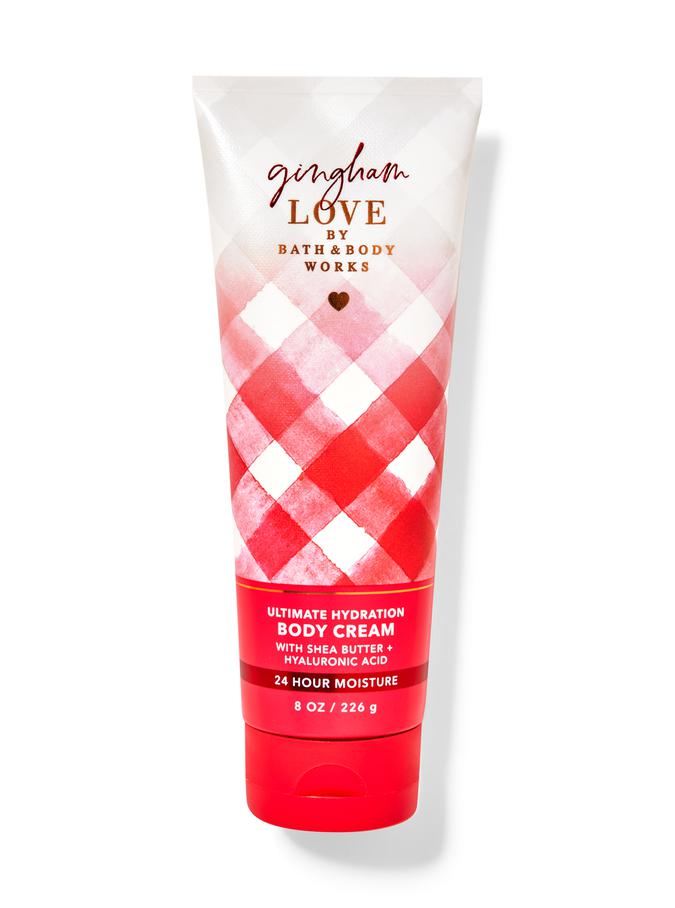 gingham
LOVE
BY
BATH & BODY
WORKS
ULTIMATE HYDRATION
BODY CREAM
WITH SHEA BUTTER +
HYALURONIC ACID
24 HOUR MOISTURE
8 OZ / 226 g